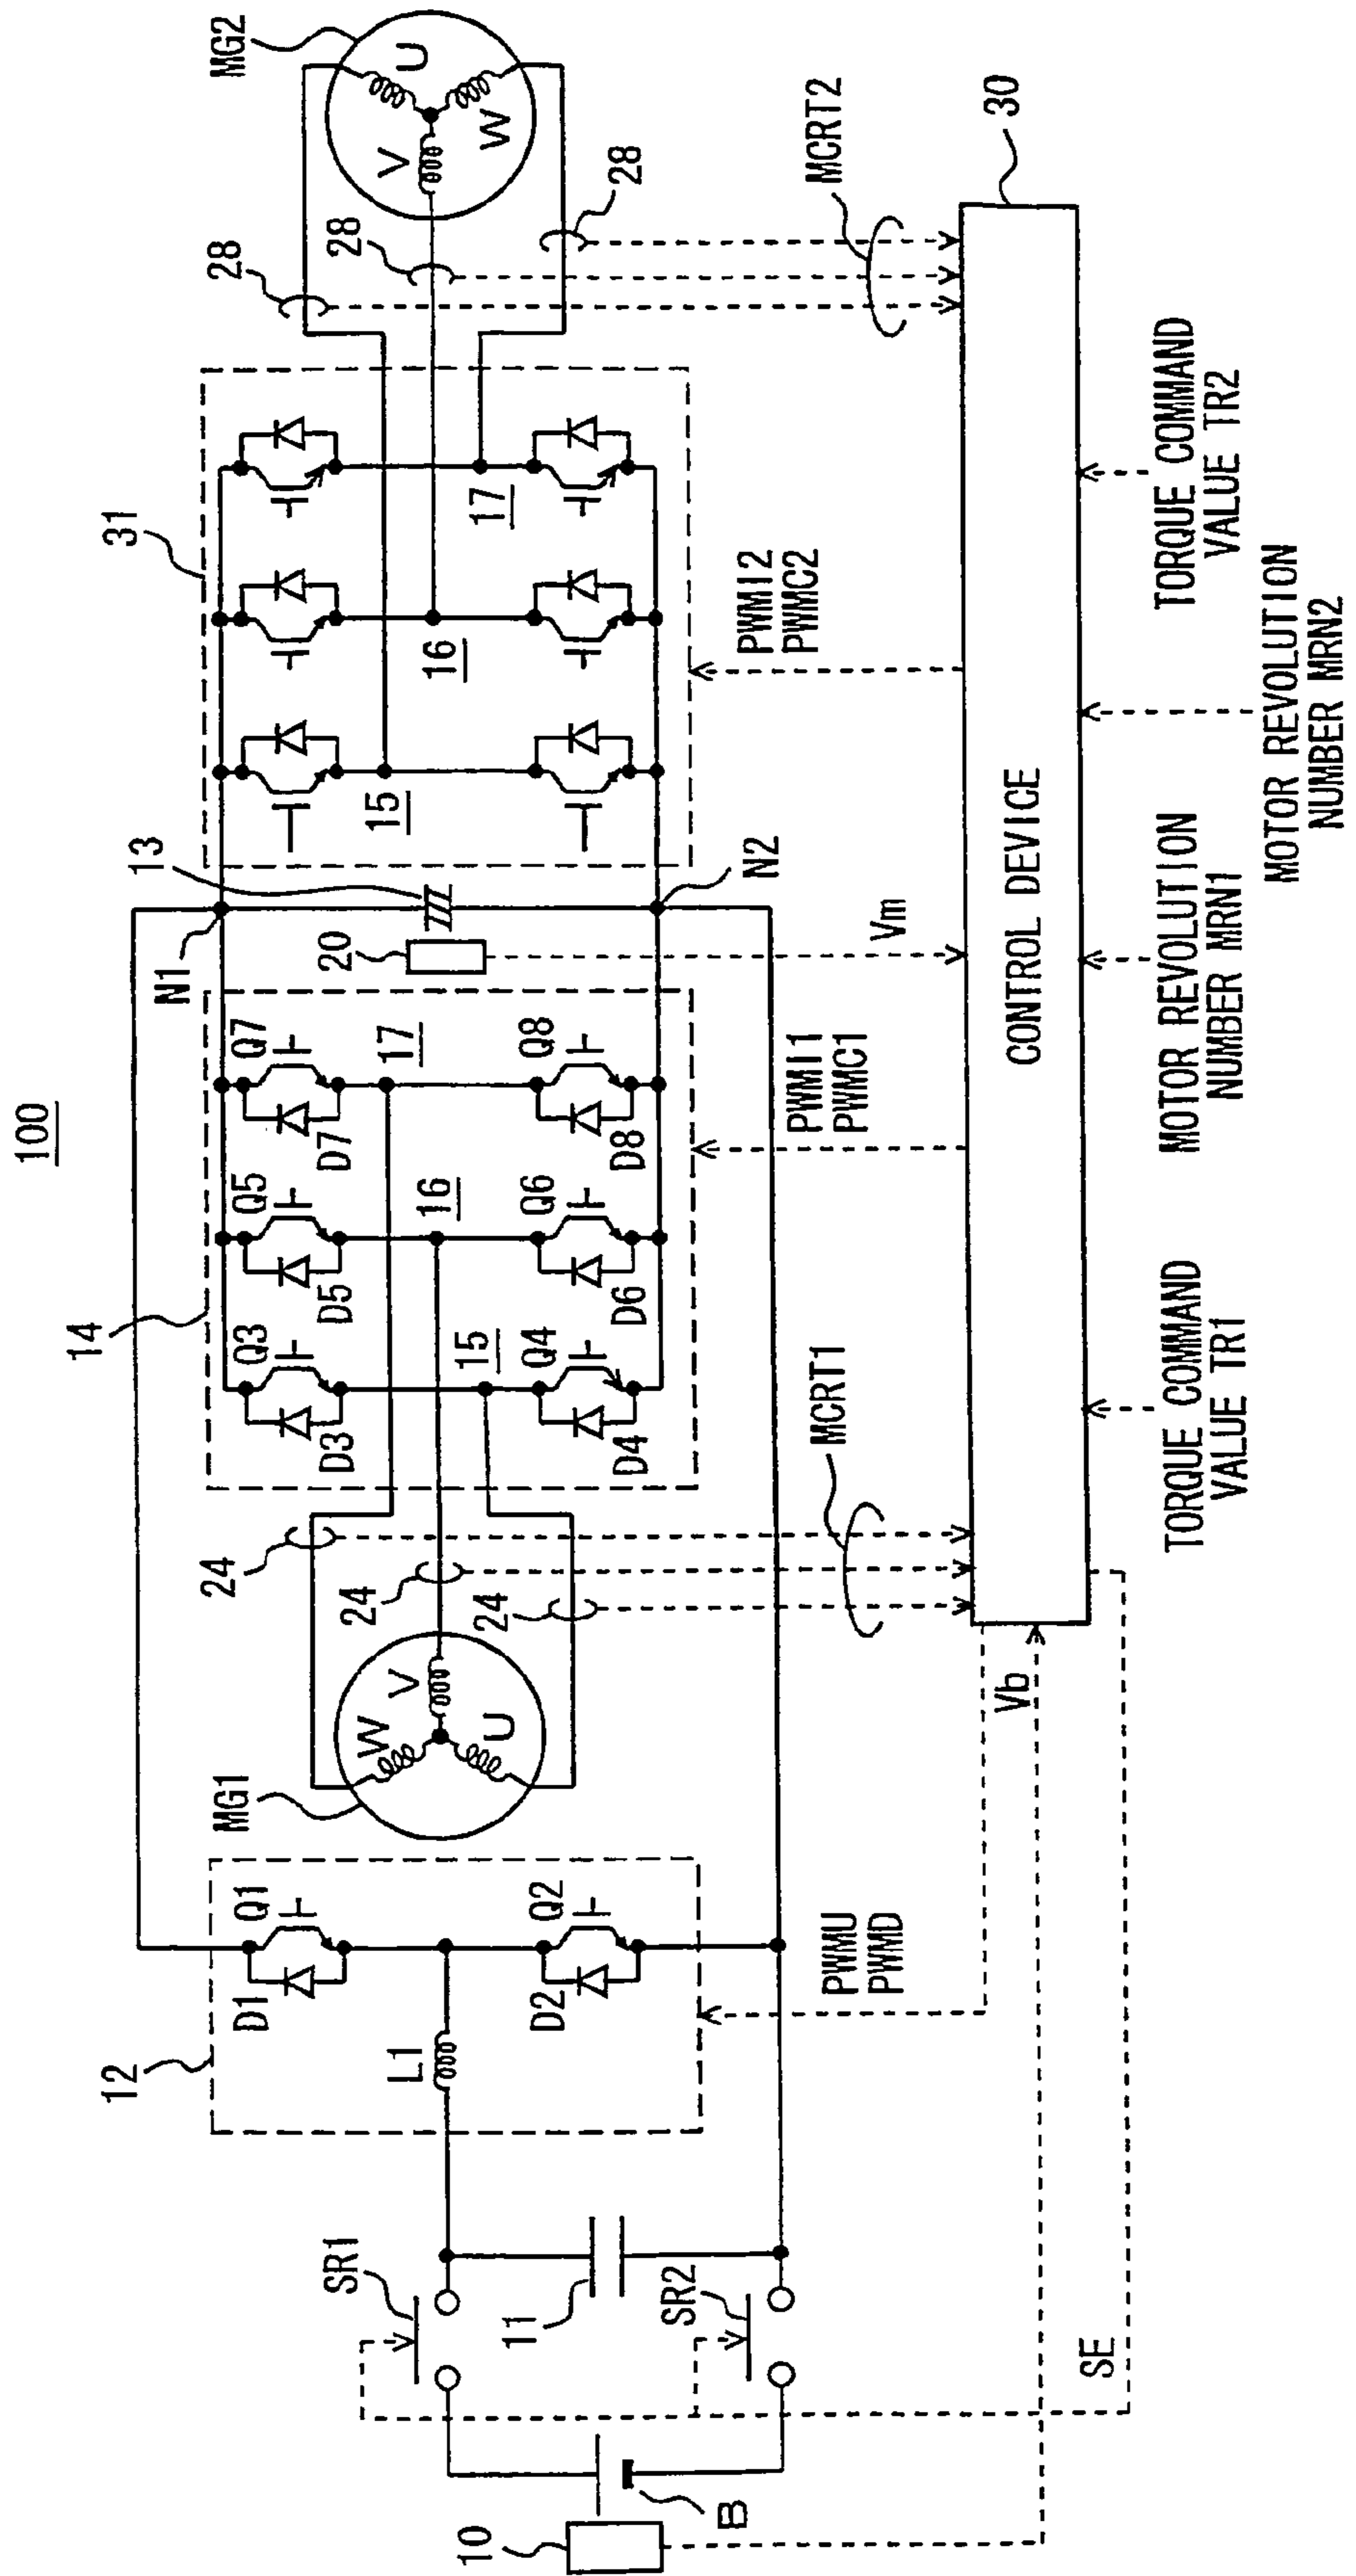 100
N1
13
31
MG2
14
MG1
12
SR1
10
B
11
SR2
L1
D1
Q1
D2
Q2
W
V
U
24
24
24
D3
Q3
D5
Q5
D7
Q7
15
16
17
D4
Q4
D6
Q6
D8
Q8
20
N2
15
16
17
28
28
28
U
V
W
SE
Vb
PWMU
PWMD
MCRT1
PWMI1
PWMC1
Vm
PWMI2
PWMC2
MCRT2
30
CONTROL DEVICE
TORQUE COMMAND
VALUE TR1
MOTOR REVOLUTION
NUMBER MRN1
MOTOR REVOLUTION
NUMBER MRN2
TORQUE COMMAND
VALUE TR2